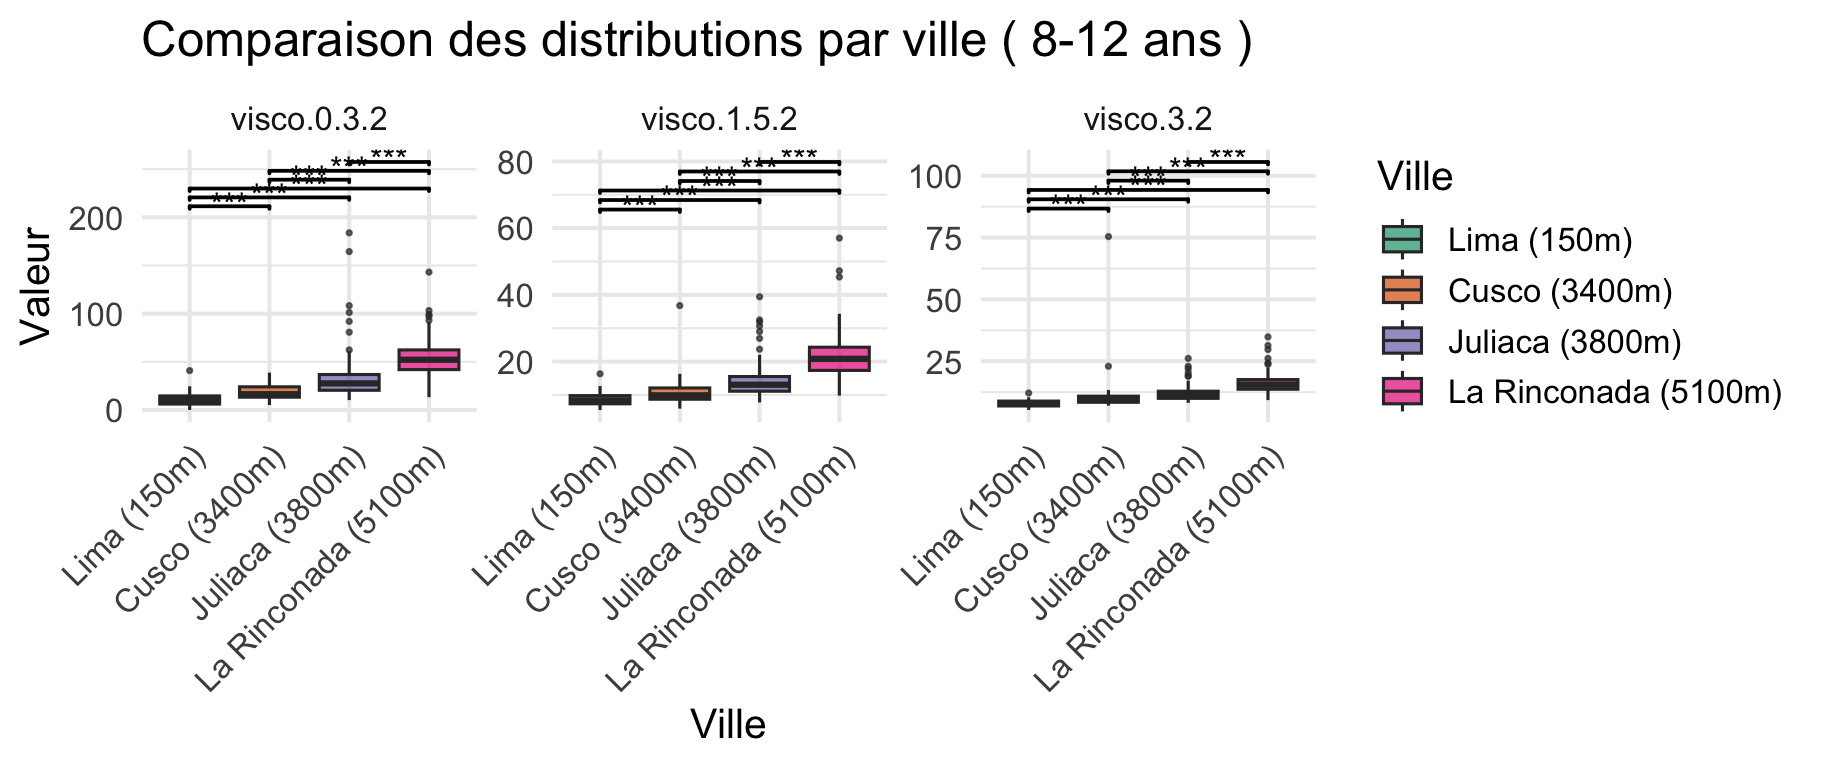 Comparaison des distributions par ville ( 8-12 ans )
visco.0.3.2
visco.1.5.2
visco.3.2
Valeur
200
100
0
***
***
***
***
***
***
80
60
40
20
***
***
***
***
***
***
100
75
50
25
***
***
***
***
***
***
Lima (150m)
Cusco (3400m)
Juliaca (3800m)
La Rinconada (5100m)
Lima (150m)
Cusco (3400m)
Juliaca (3800m)
La Rinconada (5100m)
Lima (150m)
Cusco (3400m)
Juliaca (3800m)
La Rinconada (5100m)
Ville
Ville
Lima (150m)
Cusco (3400m)
Juliaca (3800m)
La Rinconada (5100m)